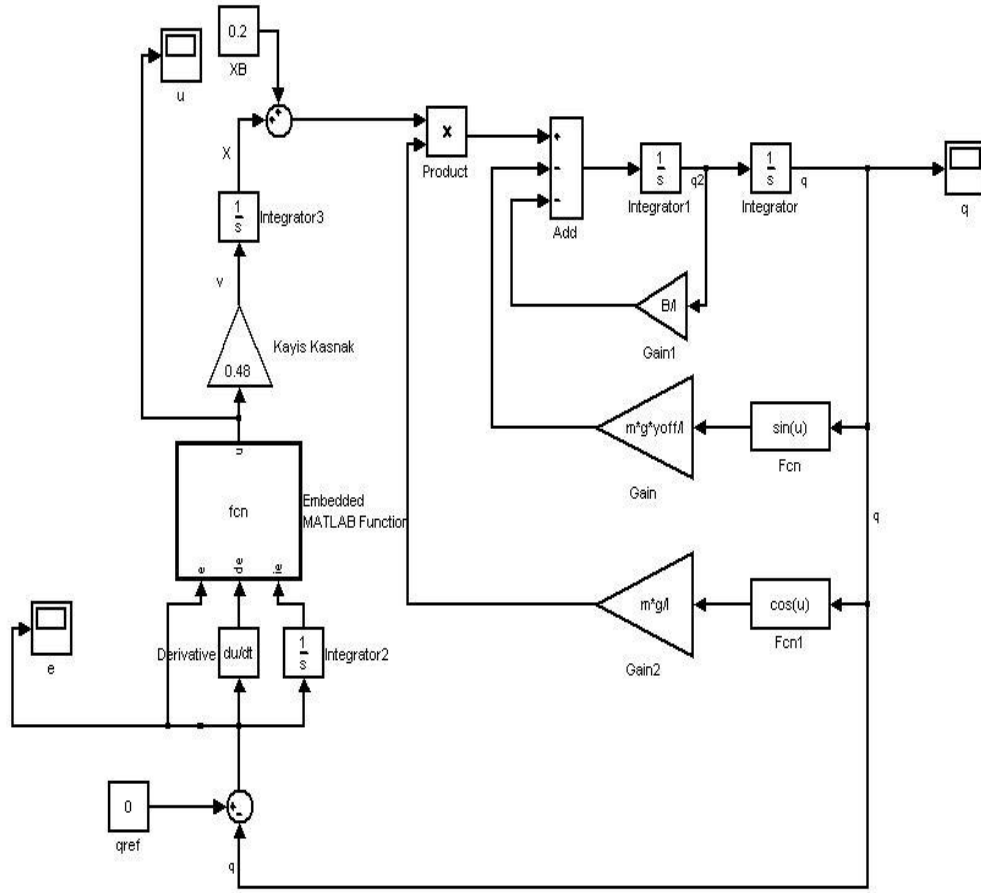 u
0.2
XB
X
1
s
Integrator3
v
Kayis Kasnak
0.48
u
fcn
Embedded
MATLAB Function
e
de
ie
e
Derivative
du/dt
1
s
Integrator2
0
qref
q
x
Product
Add
1
s
Integrator1
q2
1
s
Integrator
q
q
B/l
Gain1
m*g*yoff/l
Gain
sin(u)
Fcn
q
m*g/l
Gain2
cos(u)
Fcn1